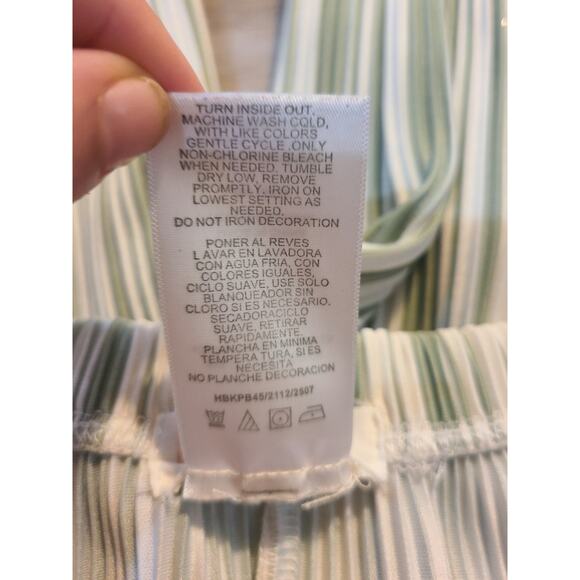 TURN INSIDE OUT,
MACHINE WASH COLD,
WITH LIKE COLORS
GENTLE CYCLE ,ONLY
NON-CHLORINE BLEACH
WHEN NEEDED, TUMBLE
DRY LOW, REMOVE
PROMPTLY, IRON ON
LOWEST SETTING AS
NEEDED.
DO NOT IRON DECORATION
PONER AL REVES
LAVAR EN LAVADORA
CON AGUA FRIA, CON
COLORES IGUALES,
CICLO SUAVE, USE SOLO
BLANQUEADOR SIN
CLORO SI ES NECESARIO.
SECADORACICLO
SUAVE, RETIRAR
RAPIDAMENTE.
PLANCHA EN MINIMA
TEMPERA TURA, SI ES
NECESITA
NO PLANCHE DECORACION
HBKPB45/2112/2507